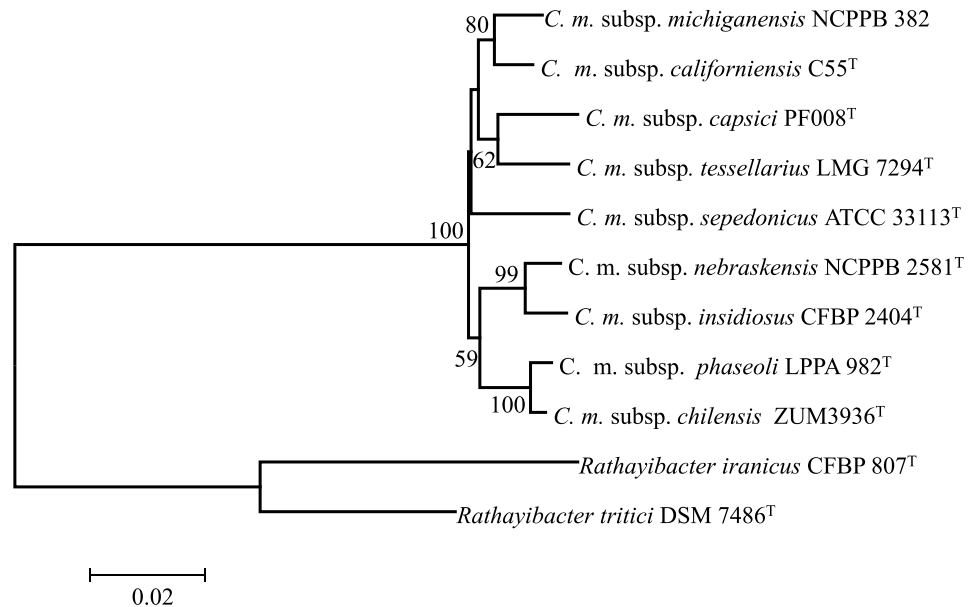 80
C. m. subsp. michiganensis NCPPB 382
C. m. subsp. californiensis C55ᵀ
C. m. subsp. capsici PF008ᵀ
62
C. m. subsp. tessellarius LMG 7294ᵀ
C. m. subsp. sepedonicus ATCC 33113ᵀ
100
99
C. m. subsp. nebraskensis NCPPB 2581ᵀ
C. m. subsp. insidiosus CFBP 2404ᵀ
59
C. m. subsp. phaseoli LPPA 982ᵀ
100
C. m. subsp. chilensis ZUM3936ᵀ
Rathayibacter iranicus CFBP 807ᵀ
Rathayibacter tritici DSM 7486ᵀ
0.02